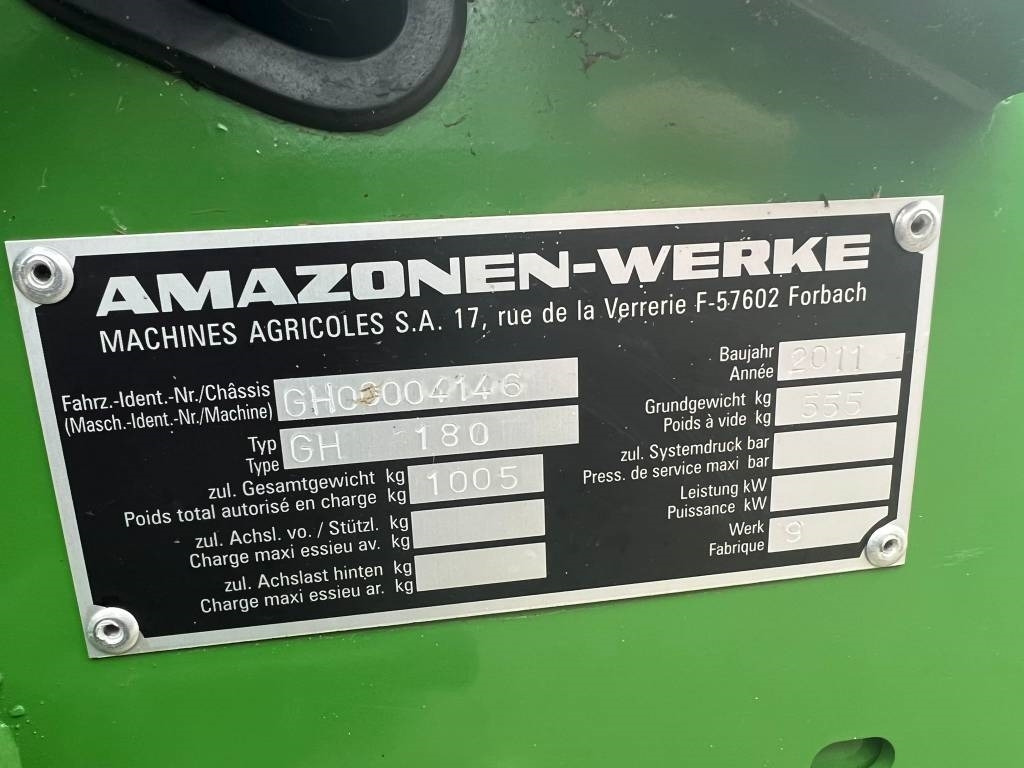 AMAZONEN-WERKE
MACHINES AGRICOLES S.A. 17, rue de la Verrerie F-57602 Forbach
Fahrz.-Ident.-Nr./Châssis
(Masch.-Ident.-Nr./Machine) GH00004146
Typ
Type GH 180
zul. Gesamtgewicht kg
Poids total autorisé en charge kg 1005
zul. Achsl. vo. / Stützl. kg
Charge maxi essieu av. kg
zul. Achslast hinten kg
Charge maxi essieu ar. kg
Baujahr
Année 2011
Grundgewicht kg
Poids à vide kg 555
zul. Systemdruck bar
Press. de service maxi bar
Leistung kW
Puissance kW
Werk
Fabrique 9